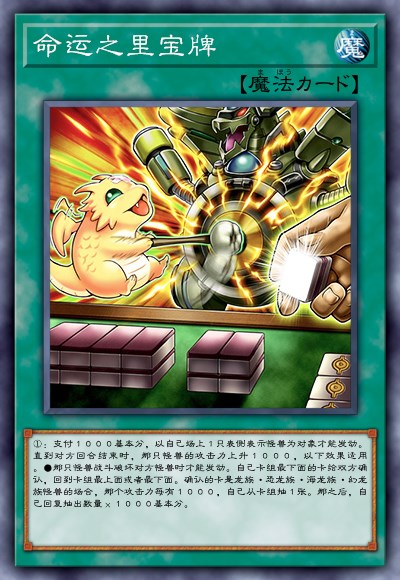 命运之里宝牌
魔
【魔法カード】
ま ほう
①：支付1000基本分，以自己场上1只表侧表示怪兽为对象才能发动。
直到对方回合结束时，那只怪兽的攻击力上升1000，以下效果适用
。●那只怪兽战斗破坏对方怪兽时才能发动。自己卡组最下面的卡给双方确
认，回到卡组最上面或者最下面。确认的卡是龙族·恐龙族·海龙族·幻龙
族怪兽的场合，那个攻击力每有1000，自己从卡组抽1张。那之后，自
己回复抽出数量×1000基本分。